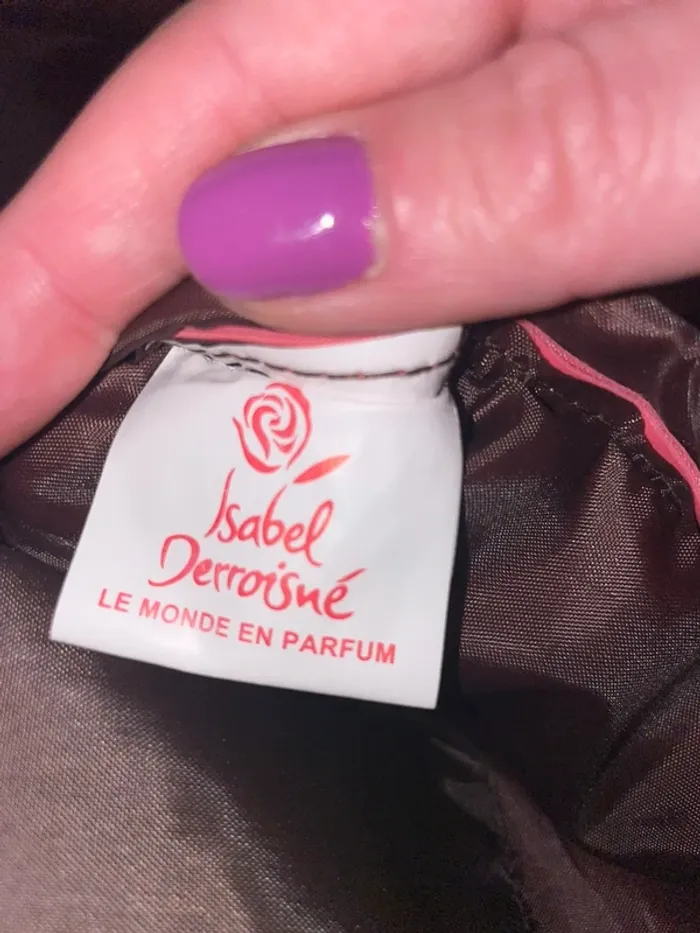 Isabel
Derroisné
LE MONDE EN PARFUM